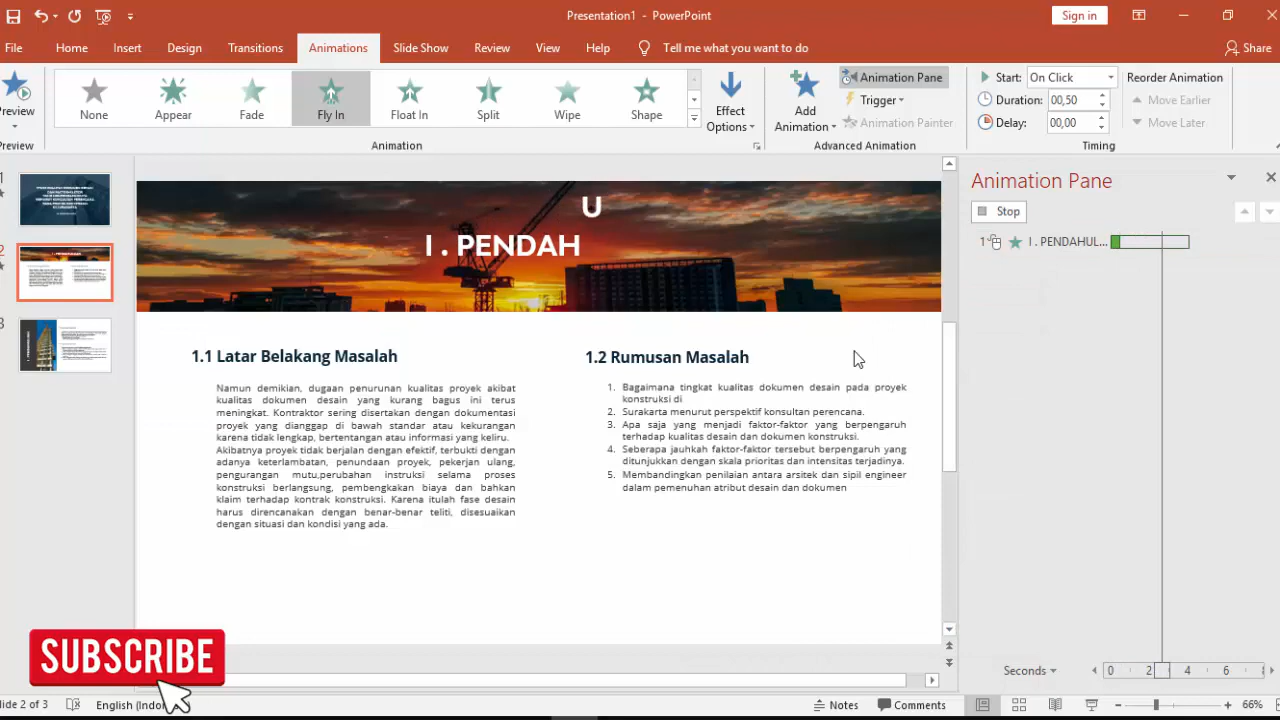 Presentation1 - PowerPoint
Sign in
File Home Insert Design Transitions Animations Slide Show Review View Help Tell me what you want to do Share
Preview
None Appear Fade Fly In Float In Split Wipe Shape
Effect Options
Add Animation
Animation Pane
Trigger
Animation Painter
Start: On Click
Duration: 00,50
Delay: 00,00
Reorder Animation
Move Earlier
Move Later
Preview Animation Advanced Animation Timing
1
2
3
U
I . PENDAH
1.1 Latar Belakang Masalah
Namun demikian, dugaan penurunan kualitas proyek akibat
kualitas dokumen desain yang kurang bagus ini terus
meningkat. Kontraktor sering disertakan dengan dokumentasi
proyek yang dianggap di bawah standar atau kekurangan
karena tidak lengkap, bertentangan atau informasi yang keliru.
Akibatnya proyek tidak berjalan dengan efektif, terbukti dengan
adanya keterlambatan, penundaan proyek, pekerjan ulang,
pengurangan mutu,perubahan instruksi selama proses
konstruksi berlangsung, pembengkakan biaya dan bahkan
klaim terhadap kontrak konstruksi. Karena itulah fase desain
harus direncanakan dengan benar-benar teliti, disesuaikan
dengan situasi dan kondisi yang ada.
1.2 Rumusan Masalah
1. Bagaimana tingkat kualitas dokumen desain pada proyek
konstruksi di
2. Surakarta menurut perspektif konsultan perencana.
3. Apa saja yang menjadi faktor-faktor yang berpengaruh
terhadap kualitas desain dan dokumen konstruksi.
4. Seberapa jauhkah faktor-faktor tersebut berpengaruh yang
ditunjukkan dengan skala prioritas dan intensitas terjadinya.
5. Membandingkan penilaian antara arsitek dan sipil engineer
dalam pemenuhan atribut desain dan dokumen
Animation Pane
Stop
1 I . PENDAHUL...
Seconds 0 2 4 6 8
SUBSCRIBE
lide 2 of 3 English (Indo Notes Comments 66%